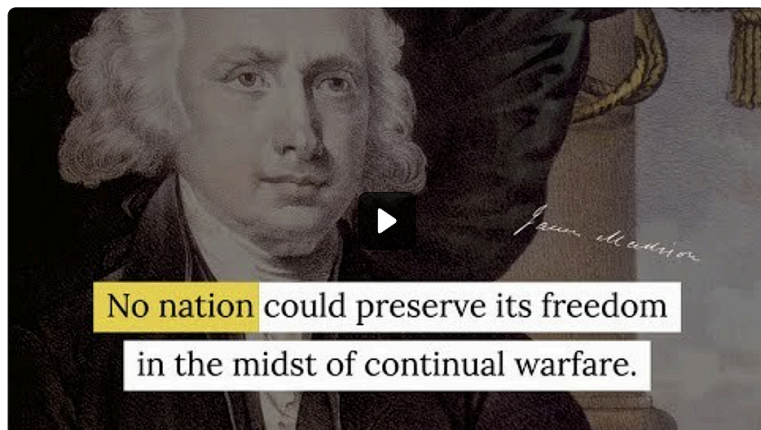 James Madison
No nation could preserve its freedom
in the midst of continual warfare.